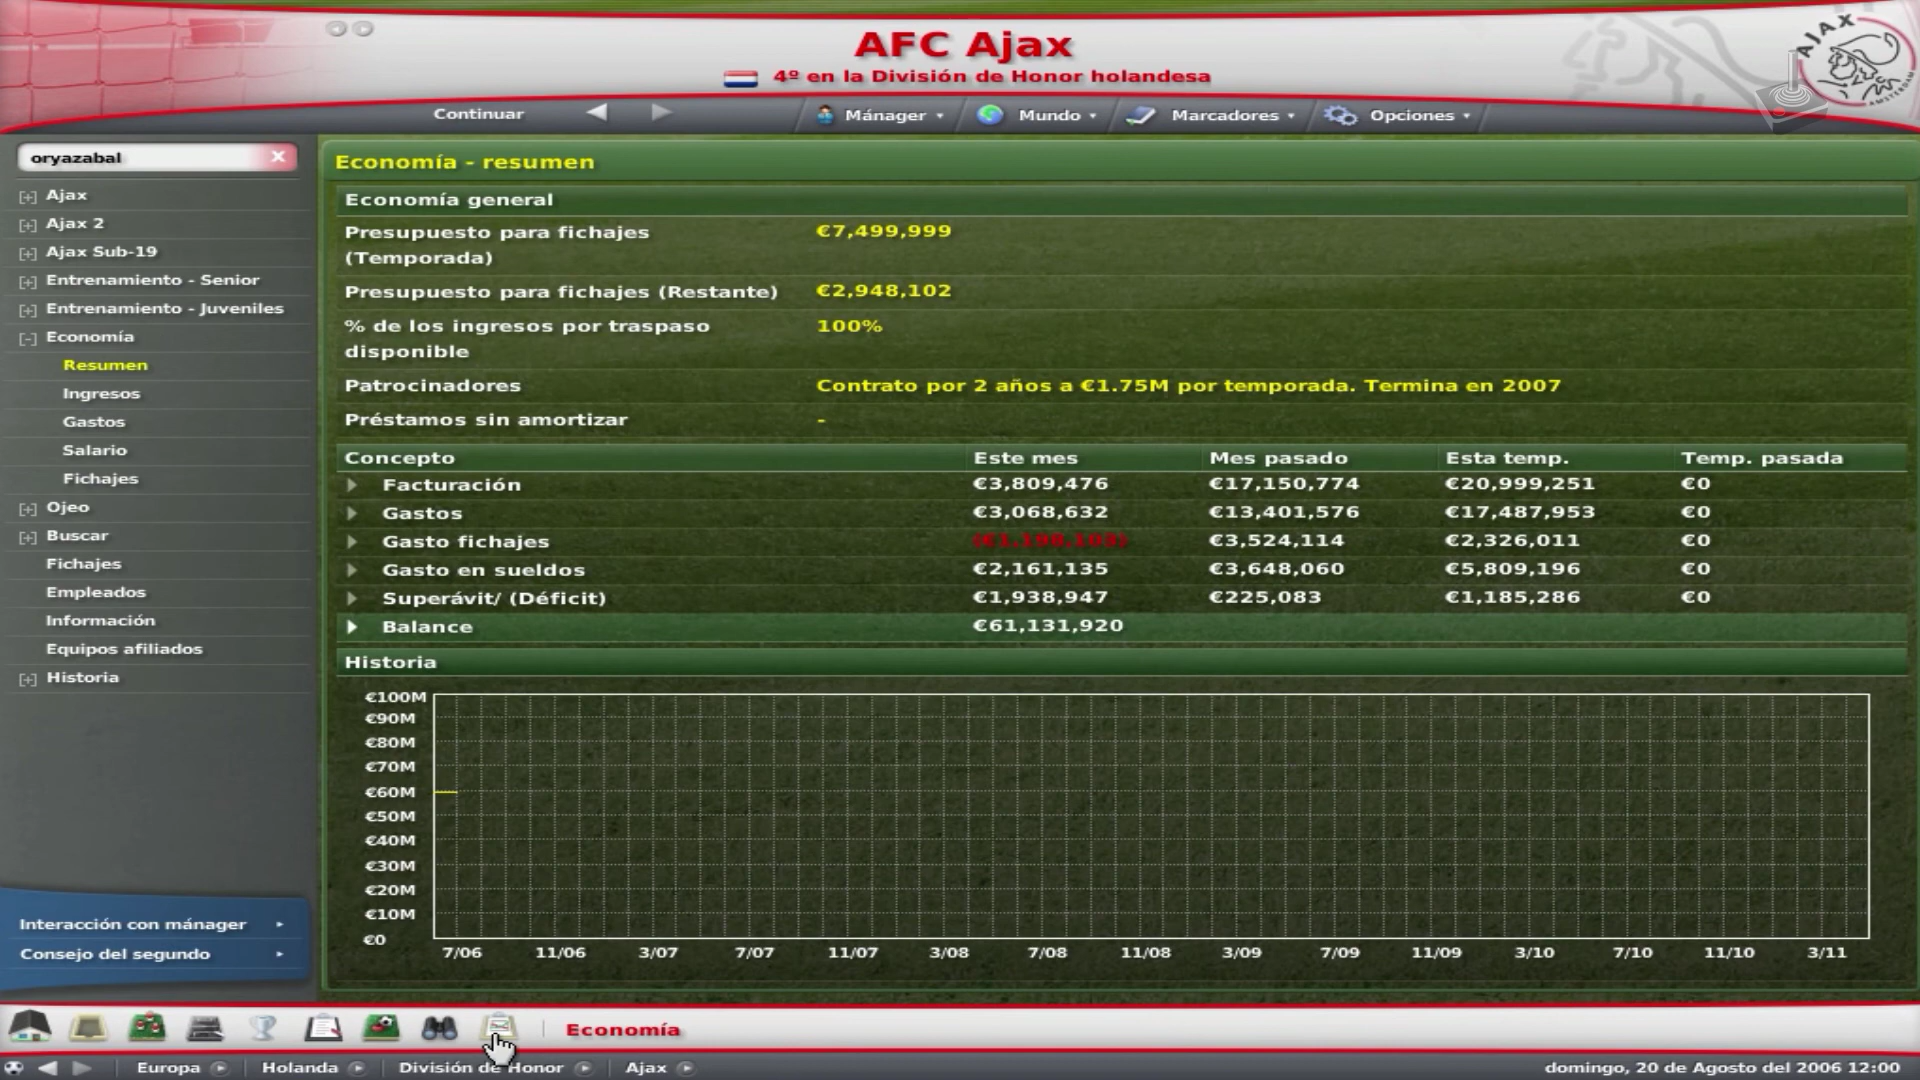 AFC Ajax
4º en la División de Honor holandesa
AJAX
AMSTERDAM
Continuar
Mánager
Mundo
Marcadores
Opciones
oryazabal
Ajax
Ajax 2
Ajax Sub-19
Entrenamiento - Senior
Entrenamiento - Juveniles
Economía
Resumen
Ingresos
Gastos
Salario
Fichajes
Ojeo
Buscar
Fichajes
Empleados
Información
Equipos afiliados
Historia
Interacción con mánager
Consejo del segundo
Economía - resumen
Economía general
Presupuesto para fichajes €7,499,999
(Temporada)
Presupuesto para fichajes (Restante) €2,948,102
% de los ingresos por traspaso 100%
disponible
Patrocinadores Contrato por 2 años a €1.75M por temporada. Termina en 2007
Préstamos sin amortizar -
Concepto Este mes Mes pasado Esta temp. Temp. pasada
Facturación €3,809,476 €17,150,774 €20,999,251 €0
Gastos €3,068,632 €13,401,576 €17,487,953 €0
Gasto fichajes €3,524,114 €2,326,011 €0
Gasto en sueldos €2,161,135 €3,648,060 €5,809,196 €0
Superávit/ (Déficit) €1,938,947 €225,083 €1,185,286 €0
Balance €61,131,920
Historia
€100M
€90M
€80M
€70M
€60M
€50M
€40M
€30M
€20M
€10M
€0
7/06 11/06 3/07 7/07 11/07 3/08 7/08 11/08 3/09 7/09 11/09 3/10 7/10 11/10 3/11
Economía
Europa Holanda División de Honor Ajax domingo, 20 de Agosto del 2006 12:00